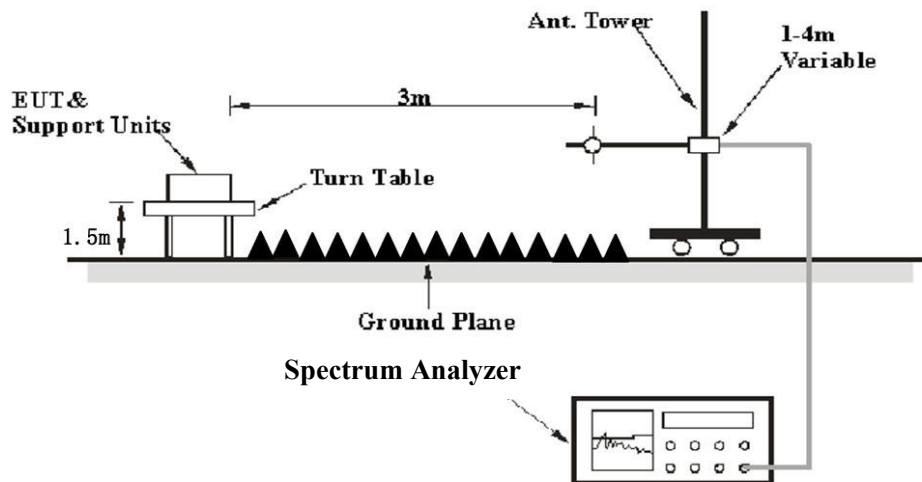 Ant. Tower
1-4m
Variable
3m
EUT&
Support Units
Turn Table
1.5m
Ground Plane
Spectrum Analyzer